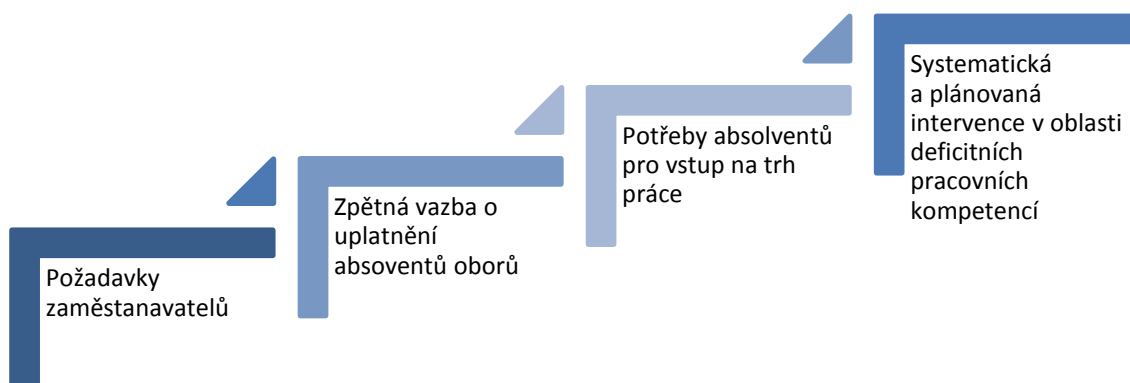 Požadavky
zaměstanavatelů
Zpětná vazba o
uplatnění
absoventů oborů
Potřeby absolventů
pro vstup na trh
práce
Systematická
a plánovaná
intervence v oblasti
deficitních
pracovních
kompetencí